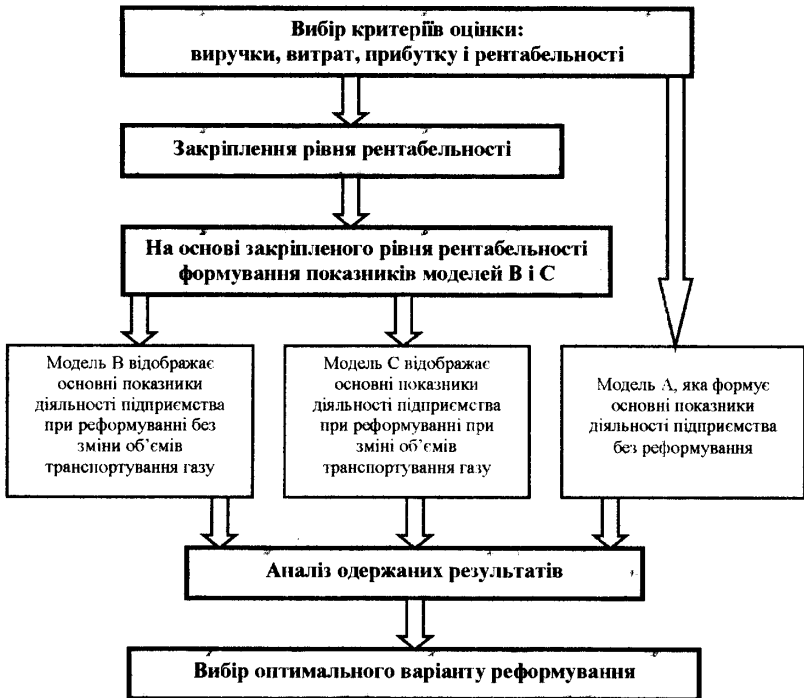 Вибір критеріїв оцінки:
виручки, витрат, прибутку і рентабельності
Закріплення рівня рентабельності
На основі закріпленого рівня рентабельності
формування показників моделей В і С
Модель В відображає
основні показники
діяльності підприємства
при реформуванні без
зміни об’ємів
транспортування газу
Модель С відображає
основні показники
діяльності підприємства
при реформуванні при
зміні об’ємів
транспортування газу
Модель А, яка формує
основні показники
діяльності підприємства
без реформування
Аналіз одержаних результатів
Вибір оптимального варіанту реформування